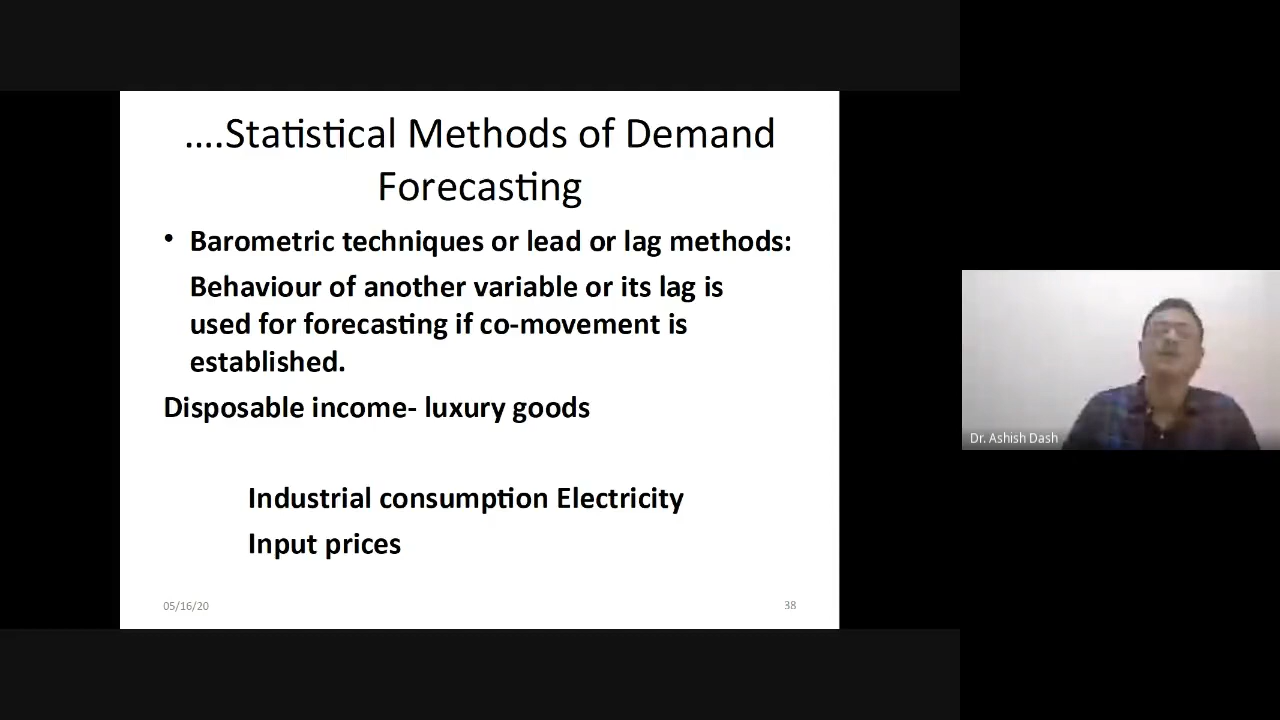 ....Statistical Methods of Demand
Forecasting
• Barometric techniques or lead or lag methods:
Behaviour of another variable or its lag is
used for forecasting if co-movement is
established.
Disposable income- luxury goods
Industrial consumption Electricity
Input prices
05/16/20
38
Dr. Ashish Dash